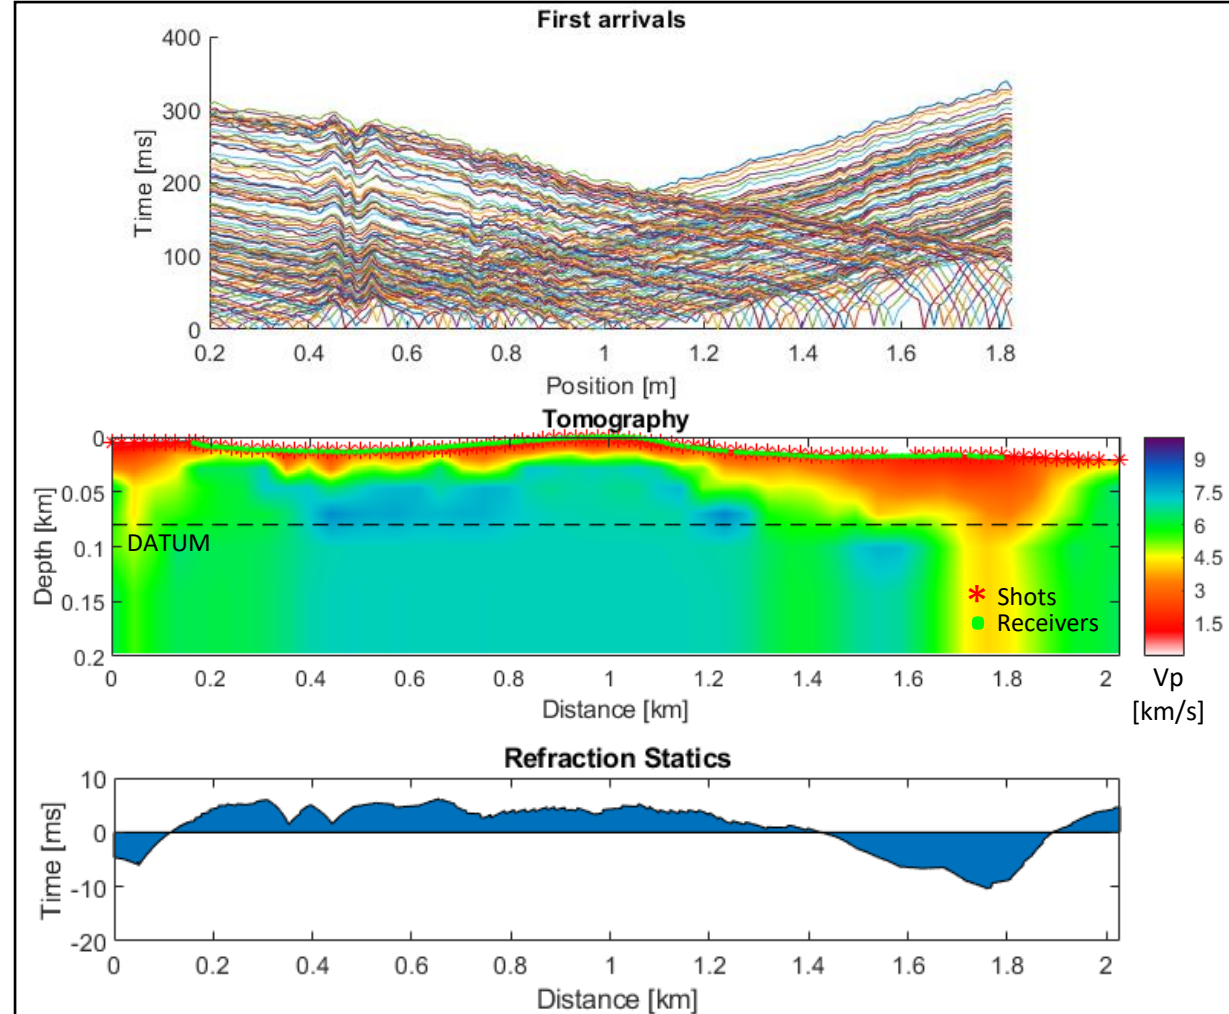 First arrivals
400
300
200
100
0
Time [ms]
0.2 0.4 0.6 0.8 1 1.2 1.4 1.6 1.8
Position [m]
Tomography
0
0.05
0.1
0.15
0.2
Depth [km]
DATUM
Shots
Receivers
0 0.2 0.4 0.6 0.8 1 1.2 1.4 1.6 1.8 2
Distance [km]
9
7.5
6
4.5
3
1.5
Vp
[km/s]
Refraction Statics
10
0
-10
-20
Time [ms]
0 0.2 0.4 0.6 0.8 1 1.2 1.4 1.6 1.8 2
Distance [km]